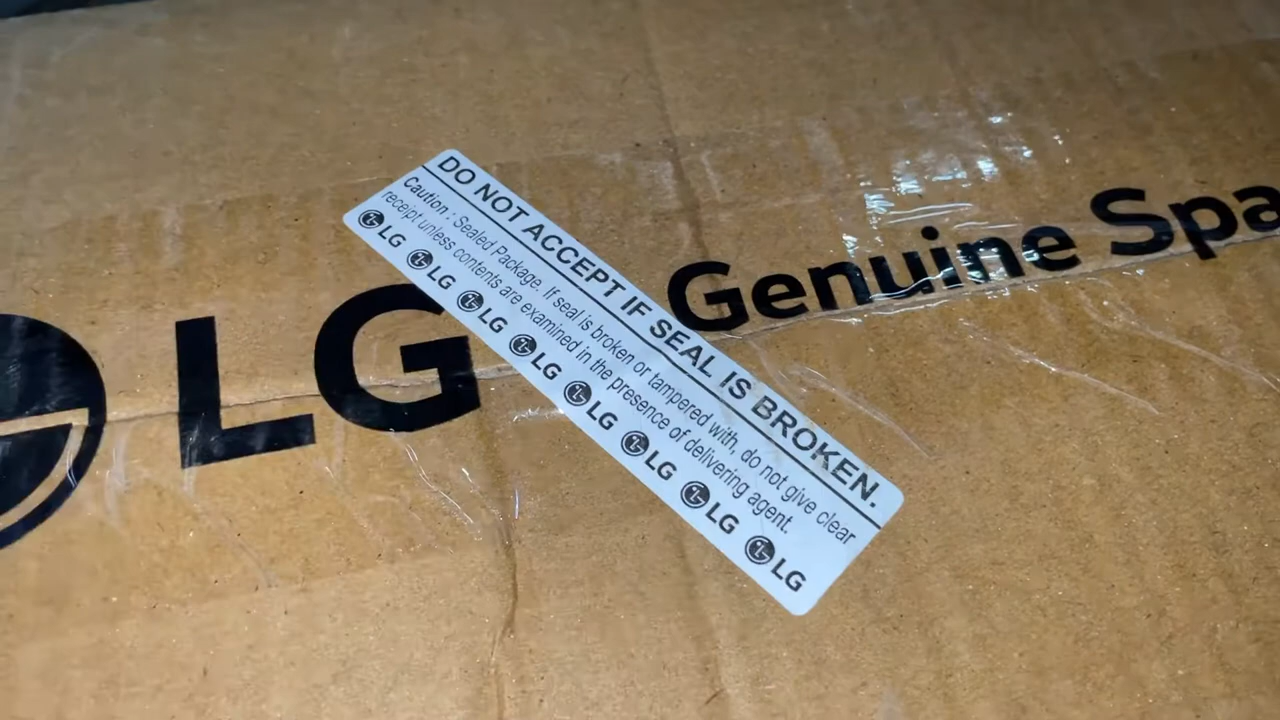 DO NOT ACCEPT IF SEAL IS BROKEN.
Caution : Sealed Package. If seal is broken or tampered with, do not give clear
receipt unless contents are examined in the presence of delivering agent.
LG LG LG LG LG LG LG LG
LG Genuine Spa